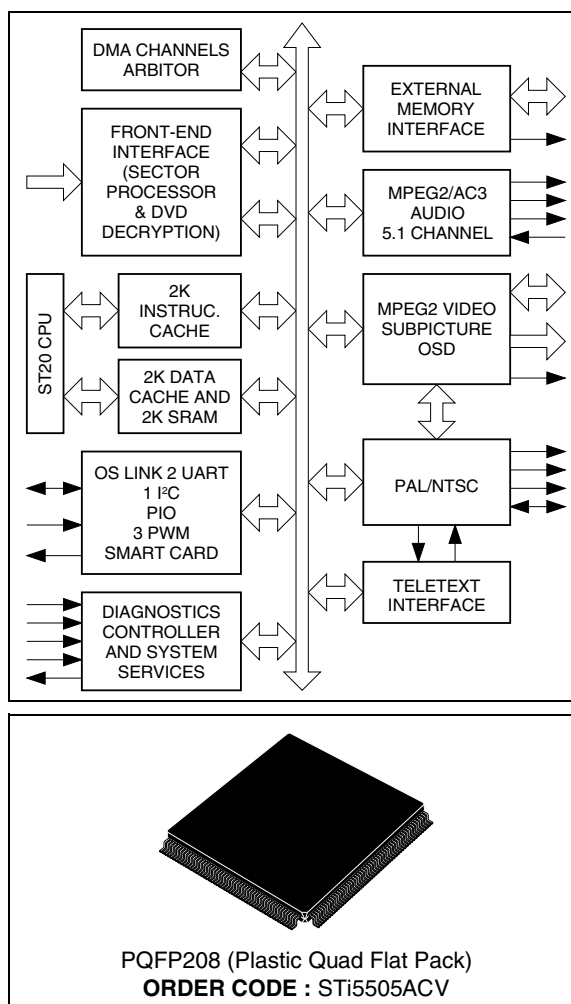 DMA CHANNELS
ARBITOR
FRONT-END
INTERFACE
(SECTOR
PROCESSOR
& DVD
DECRYPTION)
ST20 CPU
2K
INSTRUC.
CACHE
2K DATA
CACHE AND
2K SRAM
OS LINK 2 UART
1 I²C
PIO
3 PWM
SMART CARD
DIAGNOSTICS
CONTROLLER
AND SYSTEM
SERVICES
EXTERNAL
MEMORY
INTERFACE
MPEG2/AC3
AUDIO
5.1 CHANNEL
MPEG2 VIDEO
SUBPICTURE
OSD
PAL/NTSC
TELETEXT
INTERFACE
PQFP208 (Plastic Quad Flat Pack)
ORDER CODE : STi5505ACV